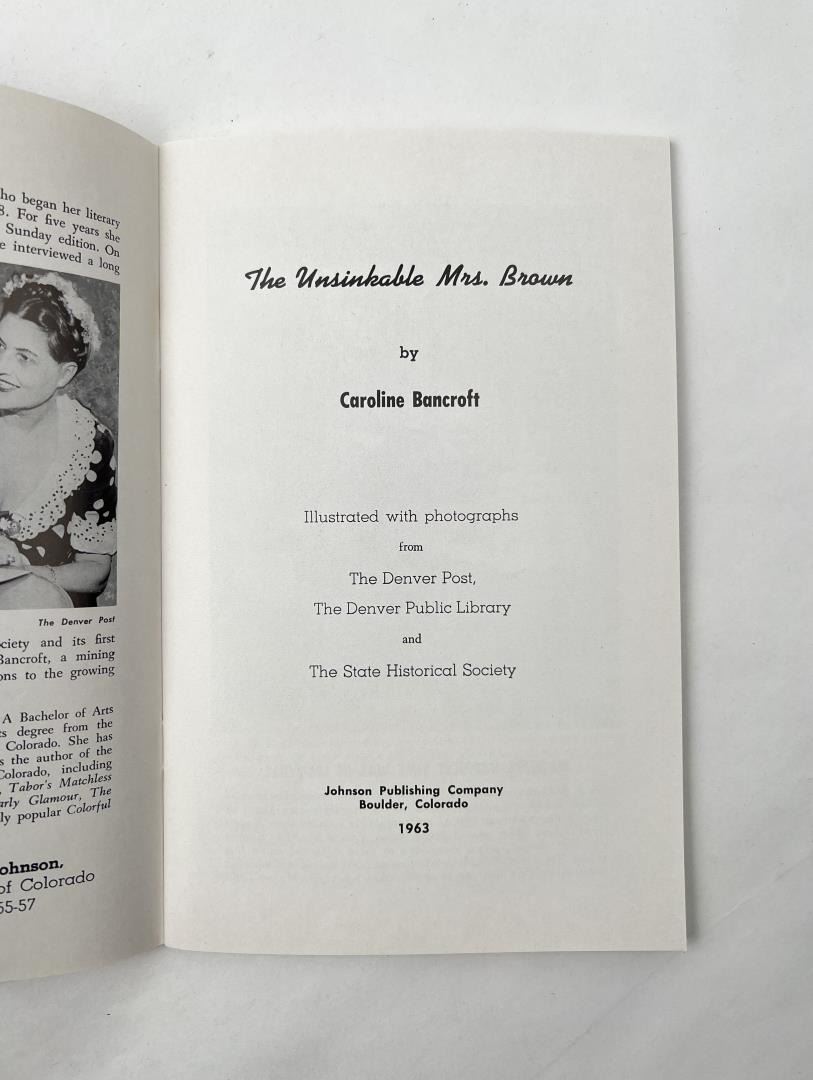 ho began her literary
8. For five years she
Sunday edition. On
e interviewed a long
The Denver Post
ciety and its first
Bancroft, a mining
ons to the growing
A Bachelor of Arts
ts degree from the
Colorado. She has
s the author of the
Colorado, including
, Tabor's Matchless
arly Glamour, The
ly popular Colorful
ohnson,
of Colorado
55-57
The Unsinkable Mrs. Brown
by
Caroline Bancroft
Illustrated with photographs
from
The Denver Post,
The Denver Public Library
and
The State Historical Society
Johnson Publishing Company
Boulder, Colorado
1963